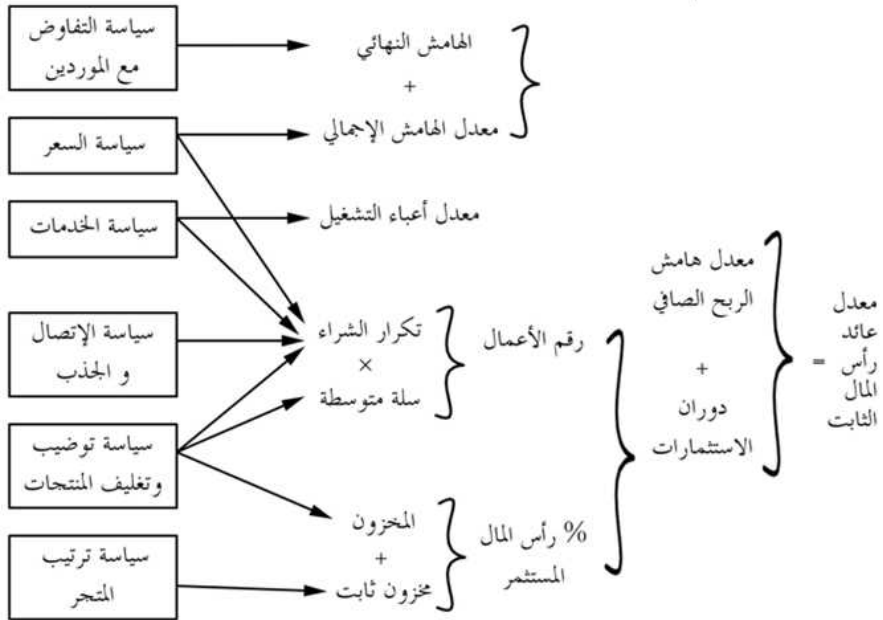 سياسة التفاوض
مع الموردين
سياسة السعر
سياسة الخدمات
سياسة الإتصال
و الجذب
سياسة توضيب
وتغليف المنتجات
سياسة ترتيب
المتجر
الهامش النهائي
+
معدل الهامش الإجمالي
معدل أعباء التشغيل
تكرار الشراء
×
سلة متوسطة
المخزون
+
مخزون ثابت
رقم الأعمال
% رأس المال
المستثمر
معدل هامش
الربح الصافي
+
دوران
الاستثمارات
=
معدل
عائد
رأس
المال
الثابت